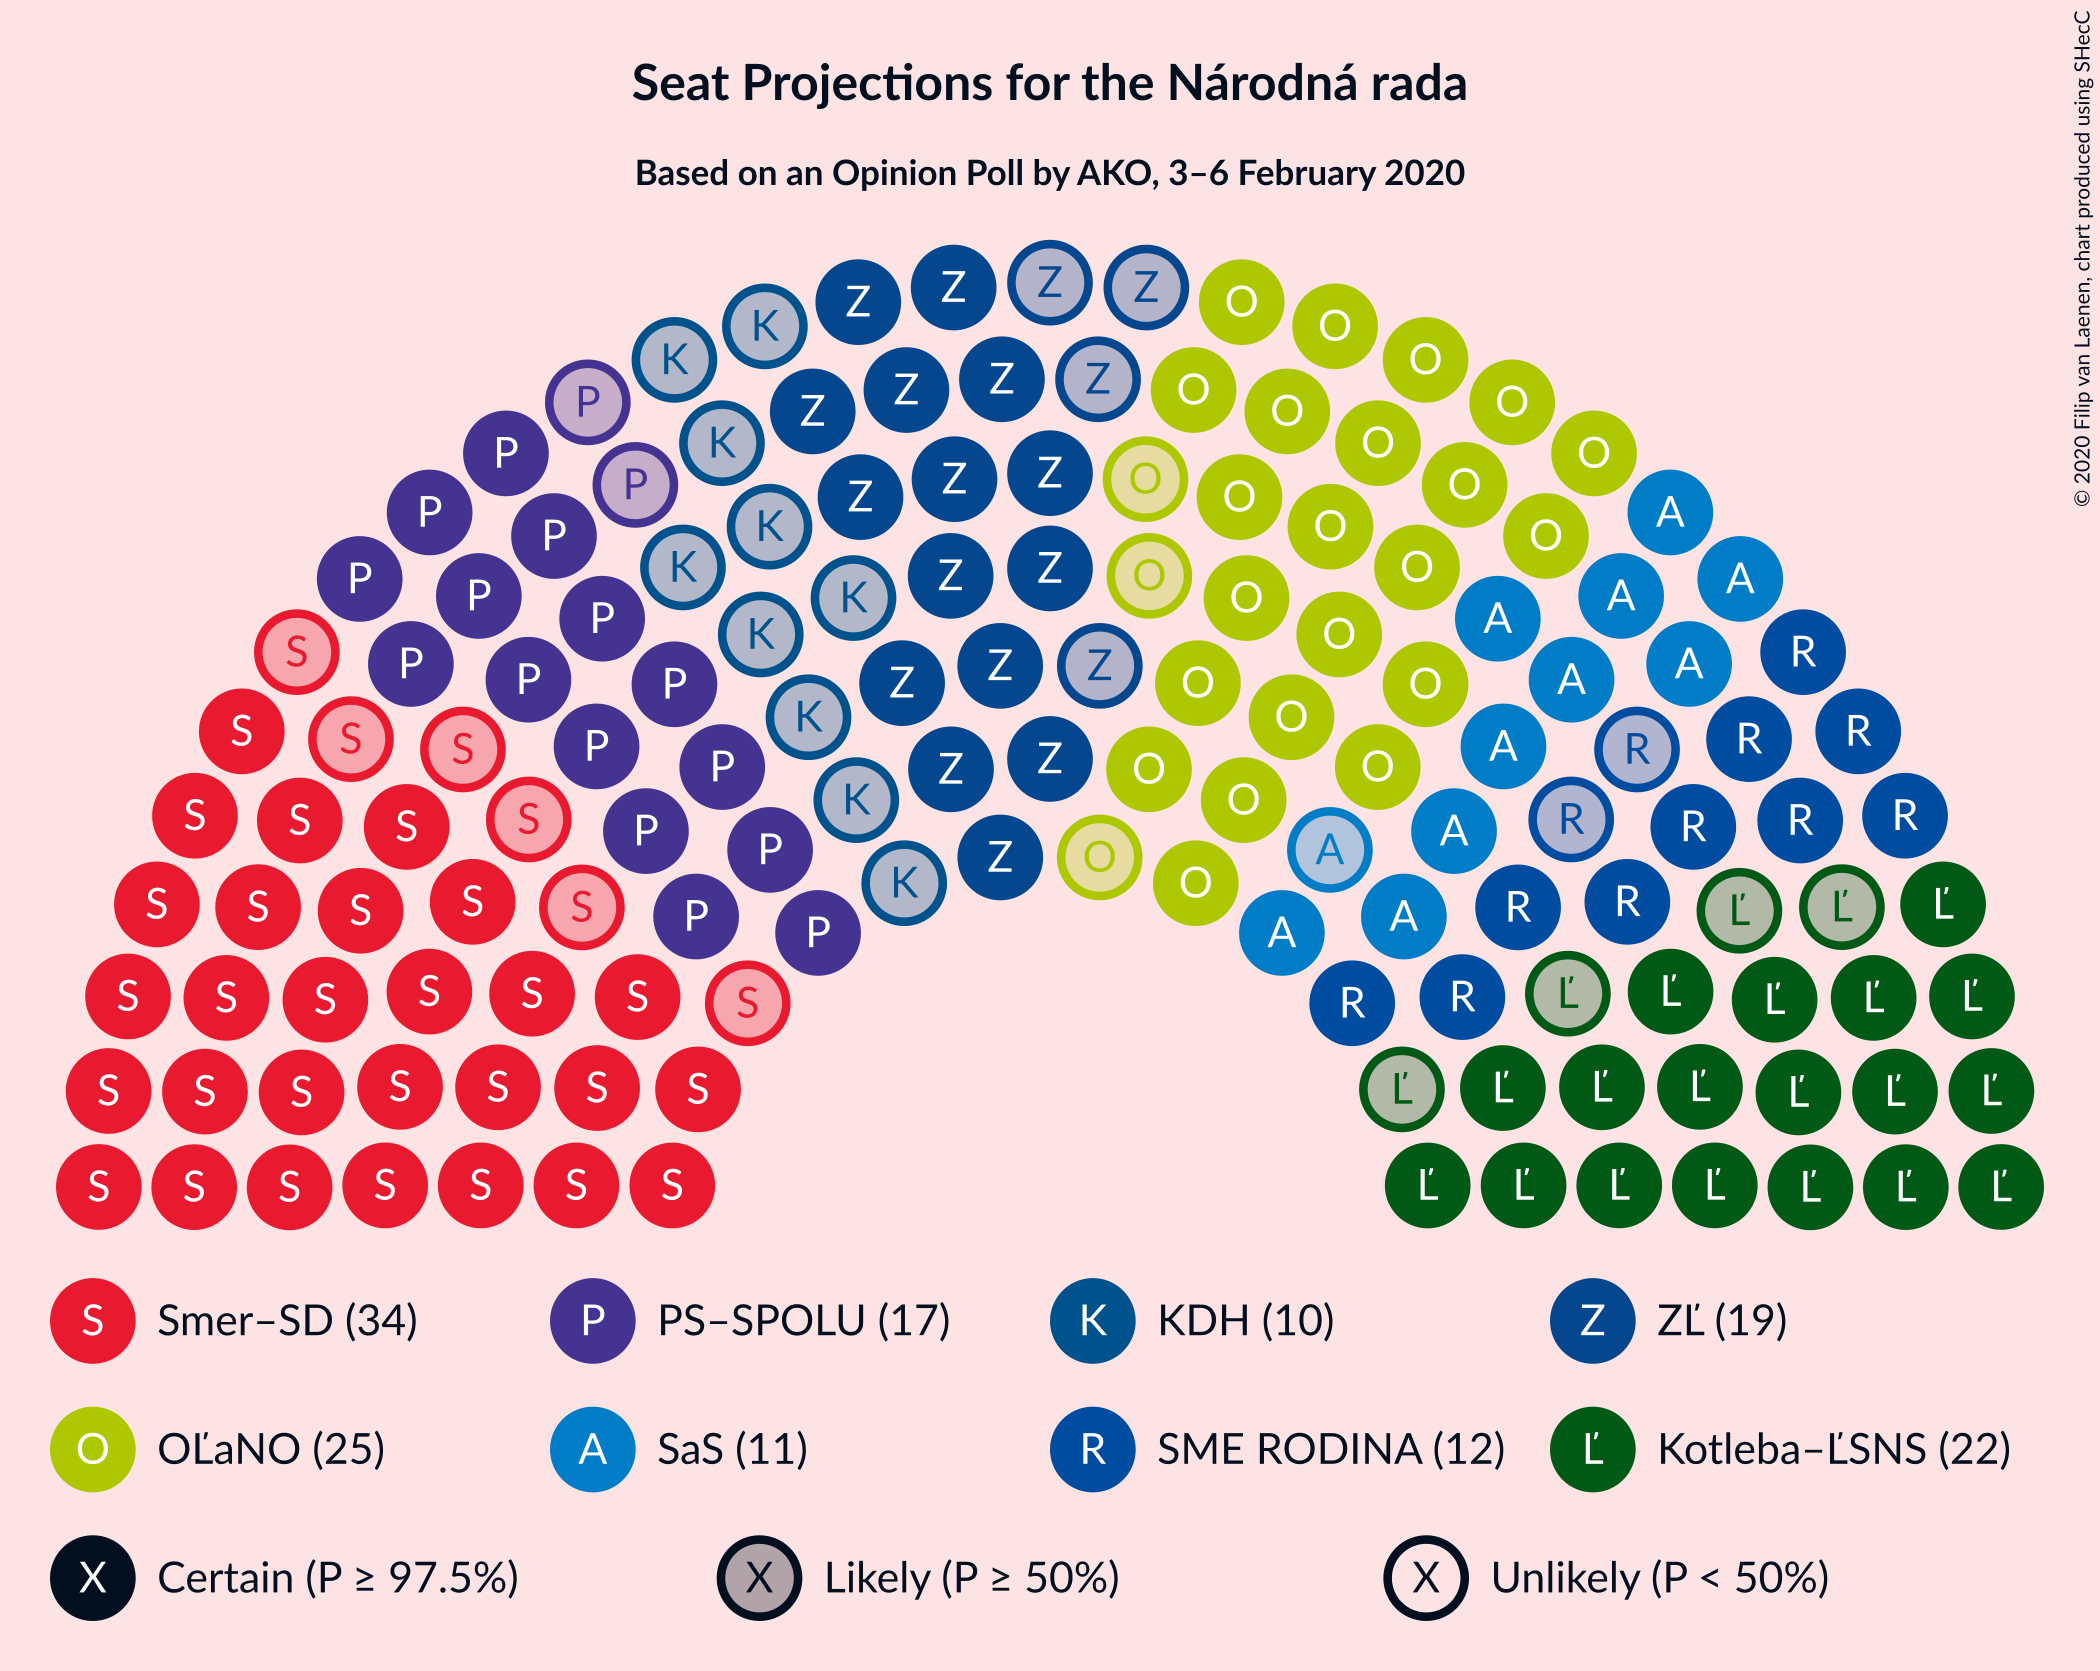 © 2020 Filip van Laenen, chart produced using SHecC
Seat Projections for the Národná rada
Based on an Opinion Poll by AKO, 3–6 February 2020
Z Z Z Z O
K O
K O
P Z Z Z Z O O O
P K O O
P Z Z Z O O O
P P K O O A
P P K K Z Z O O O A A
P K O A
S P P P Z Z Z O O A A R
S S S P K O A R R R
P Z Z O O
S S S S P K O A R R R R
P Z O A
S S S S S P K O A R R Ľ Ľ Ľ
P A
S S S S S S S R R Ľ Ľ Ľ Ľ Ľ
S S S S S S S Ľ Ľ Ľ Ľ Ľ Ľ Ľ
S S S S S S S Ľ Ľ Ľ Ľ Ľ Ľ Ľ
S Smer–SD (34) P PS–SPOLU (17) K KDH (10) Z ZĽ (19)
O OĽaNO (25) A SaS (11) R SME RODINA (12) Ľ Kotleba–ĽSNS (22)
X Certain (P ≥ 97.5%) X Likely (P ≥ 50%) X Unlikely (P < 50%)